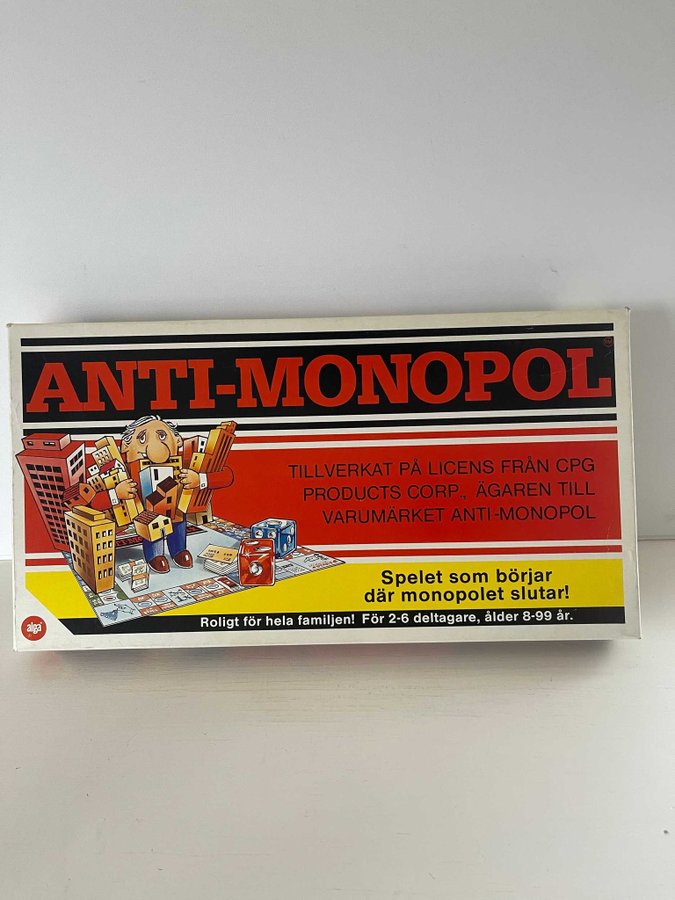 ANTI-MONOPOL
TILLVERKAT PÅ LICENS FRÅN CPG
PRODUCTS CORP., ÄGAREN TILL
VARUMÄRKET ANTI-MONOPOL
Spelet som börjar
där monopolet slutar!
Roligt för hela familjen! För 2-6 deltagare, ålder 8-99 år.
alga